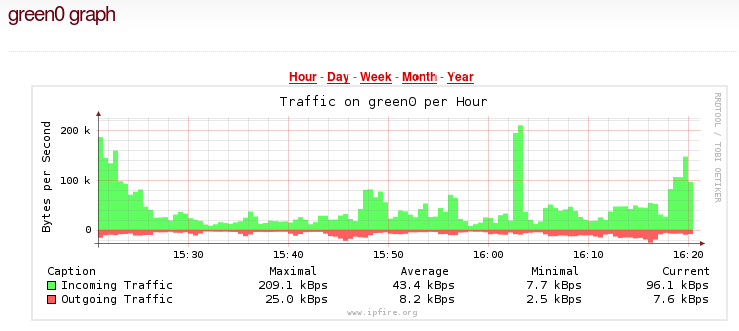 green0 graph
Hour - Day - Week - Month - Year
Traffic on green0 per Hour
RRDTOOL / TOBI OETIKER
Bytes per Second
200 k
100 k
0
15:30 15:40 15:50 16:00 16:10 16:20
Caption Maximal Average Minimal Current
Incoming Traffic 209.1 kBps 43.4 kBps 7.7 kBps 96.1 kBps
Outgoing Traffic 25.0 kBps 8.2 kBps 2.5 kBps 7.6 kBps
www.ipfire.org